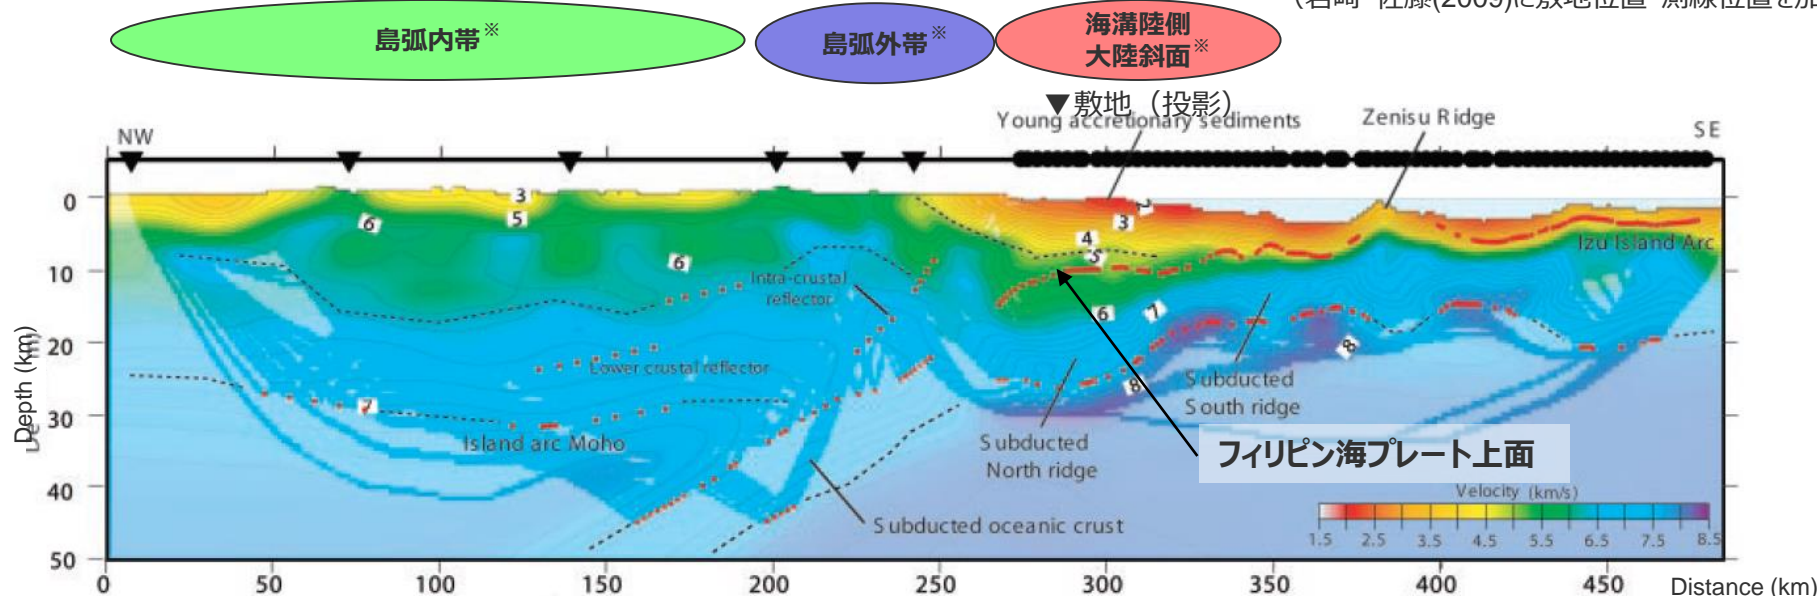 （岩崎・佐藤(2009)に敷地位置・測線位置を加
島弧内帯※
島弧外帯※
海溝陸側
大陸斜面※
▼敷地（投影）
NW
Young accretionary sediments
Zenisu Ridge
SE
3
5
6
6
2
3
4
5
6
7
8
8
7
Izu Island Arc
Intra-crustal
reflector
Lower crustal reflector
Island arc Moho
Subducted
North ridge
Subducted
South ridge
Subducted oceanic crust
フィリピン海プレート上面
Velocity (km/s)
1.5 2.5 3.5 4.5 5.5 6.5 7.5 8.5
Depth (km)
0
10
20
30
40
50
0 50 100 150 200 250 300 350 400 450 Distance (km)